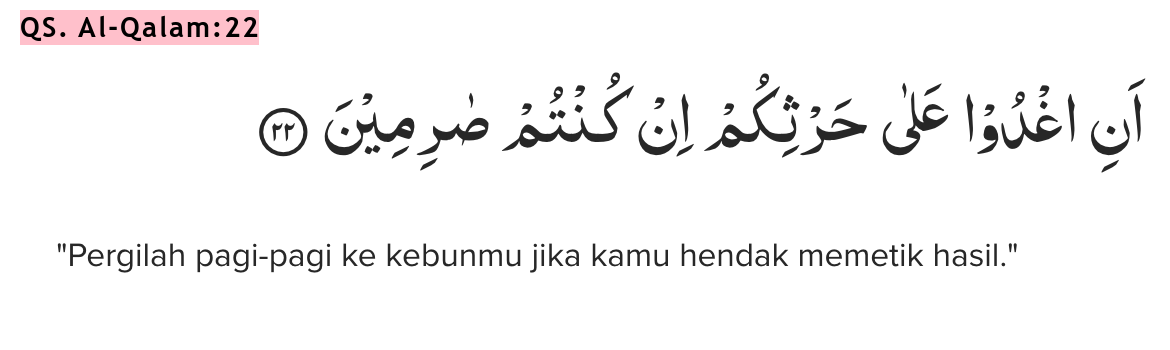 QS. Al-Qalam:22
اَنِ اغْدُوْا عَلٰى حَرْثِكُمْ اِنْ كُنْتُمْ صٰرِمِيْنَ ۝٢٢
"Pergilah pagi-pagi ke kebunmu jika kamu hendak memetik hasil."